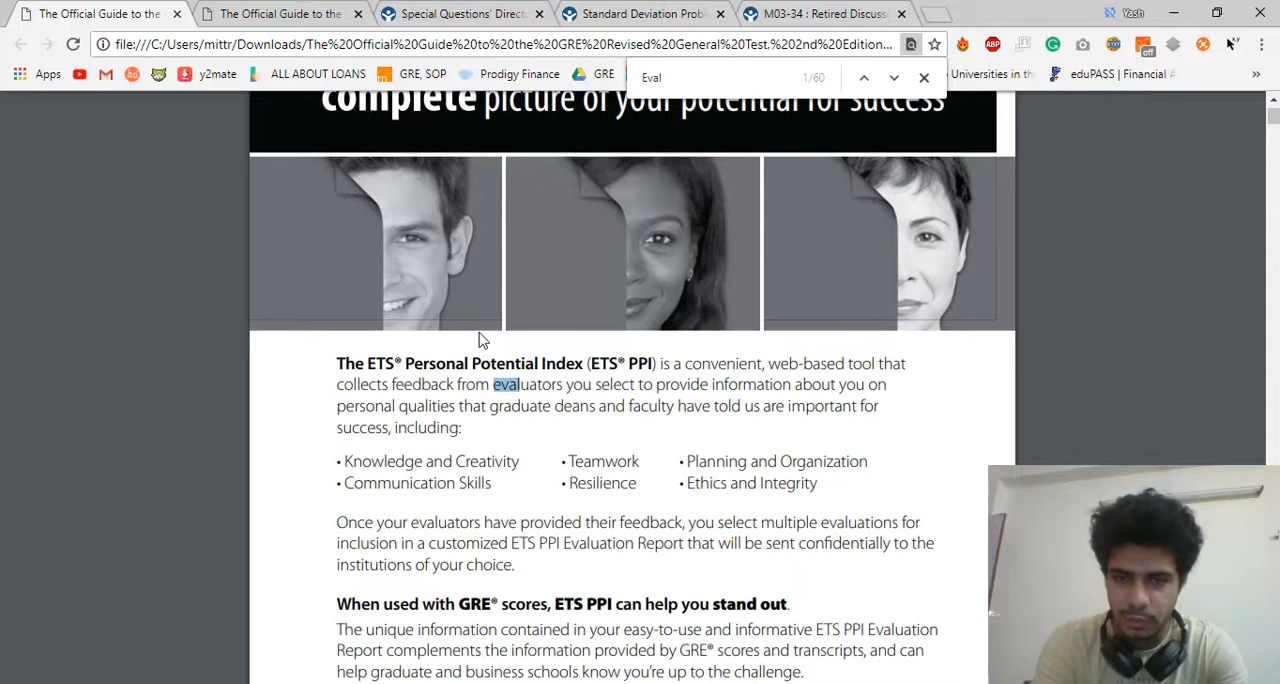 The Official Guide to the
The Official Guide to the
Special Questions' Direct
Standard Deviation Prob
M03-34 : Retired Discuss
Yash
file:///C:/Users/mittr/Downloads/The%20Official%20Guide%20to%20the%20GRE%20Revised%20General%20Test,%202nd%20Edition...
ABP
off
Apps
y2mate
ALL ABOUT LOANS
GRE, SOP
Prodigy Finance
GRE
Universities in the
eduPASS | Financial A
»
Eval
1/60
complete picture of your potential for success
The ETS® Personal Potential Index (ETS® PPI) is a convenient, web-based tool that
collects feedback from evaluators you select to provide information about you on
personal qualities that graduate deans and faculty have told us are important for
success, including:
• Knowledge and Creativity • Teamwork • Planning and Organization
• Communication Skills • Resilience • Ethics and Integrity
Once your evaluators have provided their feedback, you select multiple evaluations for
inclusion in a customized ETS PPI Evaluation Report that will be sent confidentially to the
institutions of your choice.
When used with GRE® scores, ETS PPI can help you stand out.
The unique information contained in your easy-to-use and informative ETS PPI Evaluation
Report complements the information provided by GRE® scores and transcripts, and can
help graduate and business schools know you're up to the challenge.